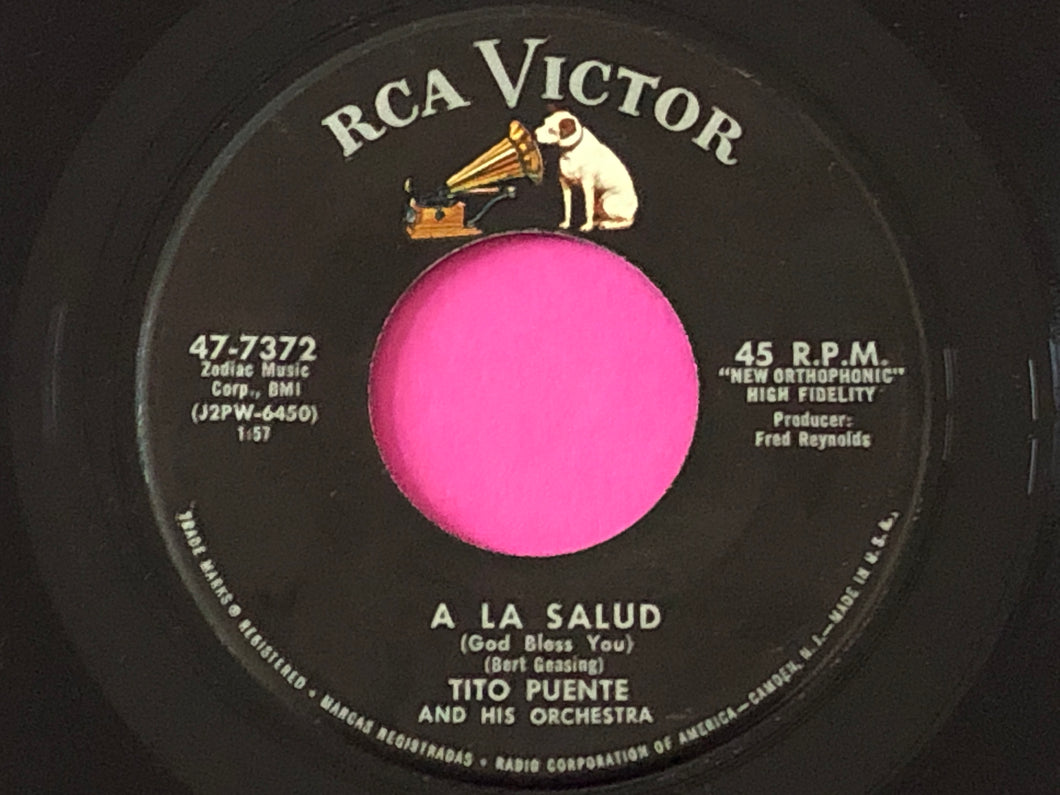 RCA VICTOR
47-7372
Zodiac Music
Corp., BMI
(J2PW-6450)
1:57
45 R.P.M.
"NEW ORTHOPHONIC"
HIGH FIDELITY
Producer:
Fred Reynolds
A LA SALUD
(God Bless You)
(Bert Geasing)
TITO PUENTE
AND HIS ORCHESTRA
TRADE MARKS ® REGISTERED • MARCAS REGISTRADAS • RADIO CORPORATION OF AMERICA—CAMDEN, N. J.—MADE IN U.S.A.